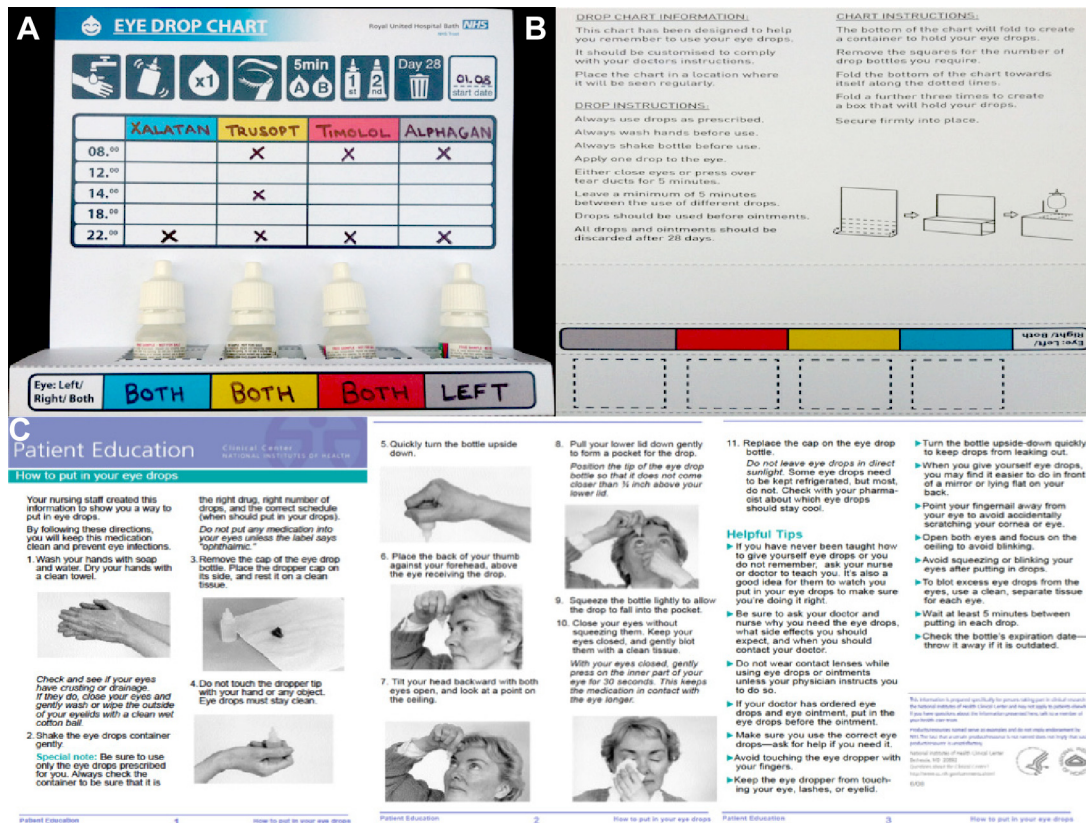 A
EYE DROP CHART
Royal United Hospital Bath NHS
NHS Trust
x1
5min
A B
1st
2nd
Day 28
01.08
start date
XALATAN TRUSOPT TIMOLOL ALPHAGAN
08.00 X X X
12.00
14.00 X
18.00
22.00 X X X X
Eye: Left/
Right/ Both
BOTH BOTH BOTH LEFT
B
DROP CHART INFORMATION:
This chart has been designed to help
you remember to use your eye drops.
It should be customised to comply
with your doctors instructions.
Place the chart in a location where
it will be seen regularly.
DROP INSTRUCTIONS:
Always use drops as prescribed.
Always wash hands before use.
Always shake bottle before use.
Apply one drop to the eye.
Either close eyes or press over
tear ducts for 5 minutes.
Leave a minimum of 5 minutes
between the use of different drops.
Drops should be used before ointments.
All drops and ointments should be
discarded after 28 days.
CHART INSTRUCTIONS:
The bottom of the chart will fold to create
a container to hold your eye drops.
Remove the squares for the number of
drop bottles you require.
Fold the bottom of the chart towards
itself along the dotted lines.
Fold a further three times to create
a box that will hold your drops.
Secure firmly into place.
Eye: Left/
Right/ Both
C
Patient Education
Clinical Center
NATIONAL INSTITUTES OF HEALTH
How to put in your eye drops
Your nursing staff created this
information to show you a way to
put in eye drops.
By following these directions,
you will keep this medication
clean and prevent eye infections.
1. Wash your hands with soap
and water. Dry your hands with
a clean towel.
Check and see if your eyes
have crusting or drainage.
If they do, close your eyes and
gently wash or wipe the outside
of your eyelids with a clean wet
cotton ball.
2. Shake the eye drops container
gently.
Special note: Be sure to use
only the eye drops prescribed
for you. Always check the
container to be sure that it is
the right drug, right number of
drops, and the correct schedule
(when should put in your drops).
Do not put any medication into
your eyes unless the label says
"ophthalmic."
3. Remove the cap of the eye drop
bottle. Place the dropper cap on
its side, and rest it on a clean
tissue.
4. Do not touch the dropper tip
with your hand or any object.
Eye drops must stay clean.
Patient Education 1 How to put in your eye drops
5. Quickly turn the bottle upside
down.
6. Place the back of your thumb
against your forehead, above
the eye receiving the drop.
7. Tilt your head backward with both
eyes open, and look at a point on
the ceiling.
8. Pull your lower lid down gently
to form a pocket for the drop.
Position the tip of the eye drop
bottle so that it does not come
closer than ¾ inch above your
lower lid.
9. Squeeze the bottle lightly to allow
the drop to fall into the pocket.
10. Close your eyes without
squeezing them. Keep your
eyes closed, and gently blot
them with a clean tissue.
With your eyes closed, gently
press on the inner part of your
eye for 30 seconds. This keeps
the medication in contact with
the eye longer.
Patient Education 2 How to put in your eye drops
11. Replace the cap on the eye drop
bottle.
Do not leave eye drops in direct
sunlight. Some eye drops need
to be kept refrigerated, but most,
do not. Check with your pharma-
cist about which eye drops
should stay cool.
Helpful Tips
If you have never been taught how
to give yourself eye drops or you
do not remember, ask your nurse
or doctor to teach you. It's also a
good idea for them to watch you
put in your eye drops to make sure
you're doing it right.
Be sure to ask your doctor and
nurse why you need the eye drops,
what side effects you should
expect, and when you should
contact your doctor.
Do not wear contact lenses while
using eye drops or ointments
unless your physician instructs you
to do so.
If your doctor has ordered eye
drops and eye ointment, put in the
eye drops before the ointment.
Make sure you use the correct eye
drops—ask for help if you need it.
Avoid touching the eye dropper with
your fingers.
Keep the eye dropper from touch-
ing your eye, lashes, or eyelid.
Turn the bottle upside-down quickly
to keep drops from leaking out.
When you give yourself eye drops,
you may find it easier to do in front
of a mirror or lying flat on your
back.
Point your fingernail away from
your eye to avoid accidentally
scratching your cornea or eye.
Open both eyes and focus on the
ceiling to avoid blinking.
Avoid squeezing or blinking your
eyes after putting in drops.
To blot excess eye drops from the
eyes, use a clean, separate tissue
for each eye.
Wait at least 5 minutes between
putting in each drop.
Check the bottle's expiration date—
throw it away if it is outdated.
National Institutes of Health Clinical Center
Bethesda, MD 20892
Patient Education 3 How to put in your eye drops